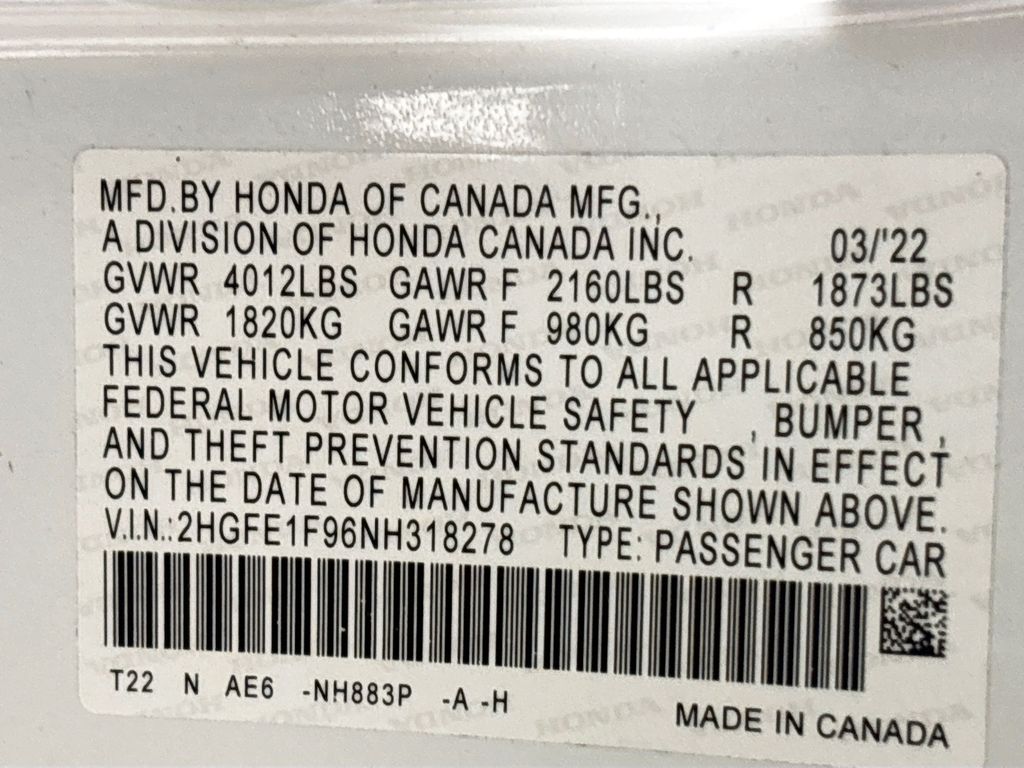 MFD.BY HONDA OF CANADA MFG.,
A DIVISION OF HONDA CANADA INC. 03/'22
GVWR 4012LBS GAWR F 2160LBS R 1873LBS
GVWR 1820KG GAWR F 980KG R 850KG
THIS VEHICLE CONFORMS TO ALL APPLICABLE
FEDERAL MOTOR VEHICLE SAFETY , BUMPER ,
AND THEFT PREVENTION STANDARDS IN EFFECT
ON THE DATE OF MANUFACTURE SHOWN ABOVE.
V.I.N.:2HGFE1F96NH318278 TYPE: PASSENGER CAR
T22 N AE6 -NH883P -A -H
MADE IN CANADA